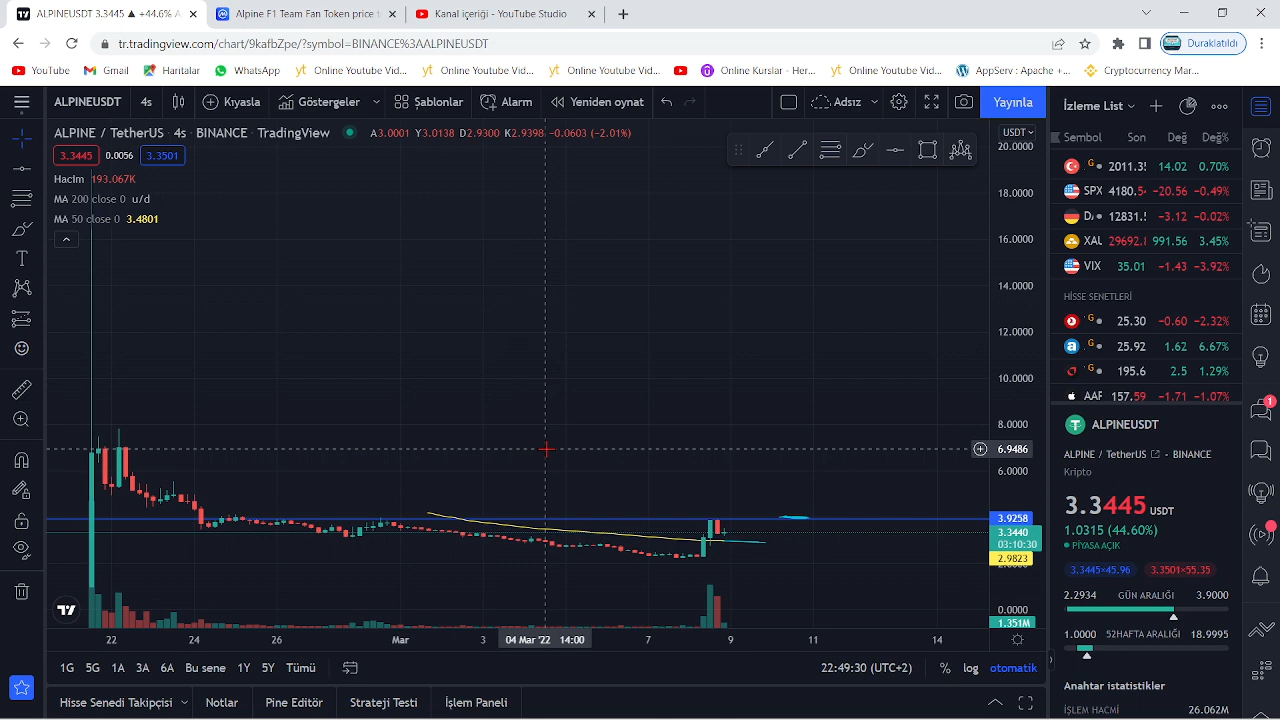 ALPINEUSDT 3.3445 ▲ +44.6% A
Alpine F1 Team Fan Token price to
Kanal içeriği - YouTube Studio
tr.tradingview.com/chart/9kafbZpe/?symbol=BINANCE%3AALPINEUSDT
Duraklatıldı
YouTube
Gmail
Haritalar
WhatsApp
Online Youtube Vid...
Online Youtube Vid...
Online Youtube Vid...
Online Kurslar - Her...
Online Youtube Vid...
AppServ : Apache +...
Cryptocurrency Mar...
ALPINEUSDT 4s Kıyasla Göstergeler Şablonlar Alarm Yeniden oynat Adsız Yayınla
ALPINE / TetherUS · 4s · BINANCE · TradingView A3.0001 Y3.0138 D2.9300 K2.9398 −0.0603 (−2.01%)
3.3445 0.0056 3.3501
Hacim 193.067K
MA 200 close 0 u/d
MA 50 close 0 3.4801
USDT
20.0000
18.0000
16.0000
14.0000
12.0000
10.0000
8.0000
6.9486
6.0000
3.9258
3.3440
03:10:30
2.9823
0.0000
1.351M
22 24 26 Mar 3 04 Mar '22 14:00 7 9 11 14
1G 5G 1A 3A 6A Bu sene 1Y 5Y Tümü
22:49:30 (UTC+2) % log otomatik
Hisse Senedi Takipçisi Notlar Pine Editör Strateji Testi İşlem Paneli
İzleme List
Sembol Son Değ Değ%
G 2011.3 14.02 0.70%
SPX 4180.5 −20.56 −0.49%
DA 12831. −3.12 −0.02%
XAU 29692. 991.56 3.45%
VIX 35.01 −1.43 −3.92%
HİSSE SENETLERİ
G 25.30 −0.60 −2.32%
G 25.92 1.62 6.67%
G 195.6 2.5 1.29%
AAP 157.59 −1.71 −1.07%
ALPINEUSDT
ALPINE / TetherUS · BINANCE
Kripto
3.3445 USDT
1.0315 (44.60%)
PİYASA AÇIK
3.3445×45.96 3.3501×55.35
2.2934 GÜN ARALIĞI 3.9000
1.0000 52HAFTA ARALIĞI 18.9995
Anahtar istatistikler
İŞLEM HACMİ 26.062M
1